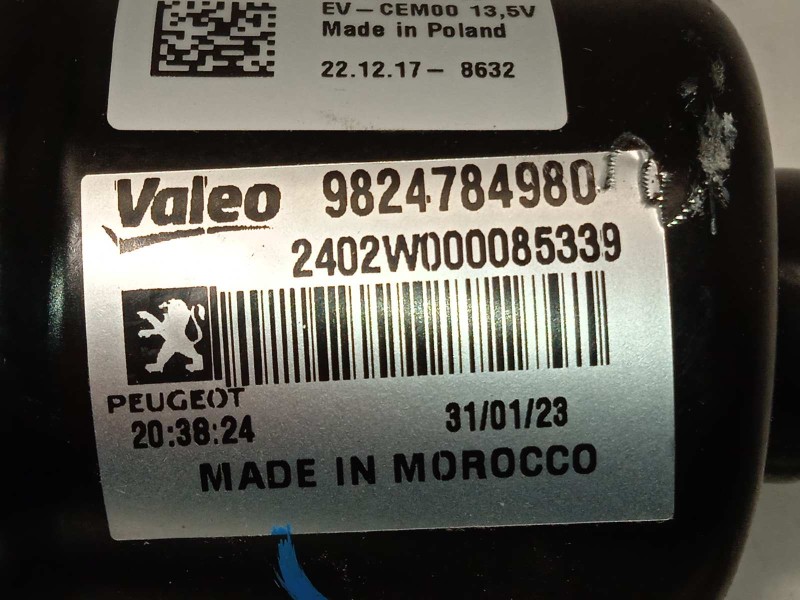 EV-CEM00 13,5V
Made in Poland
22.12.17- 8632
Valeo 9824784980
2402W000085339
PEUGEOT
20:38:24 31/01/23
MADE IN MOROCCO